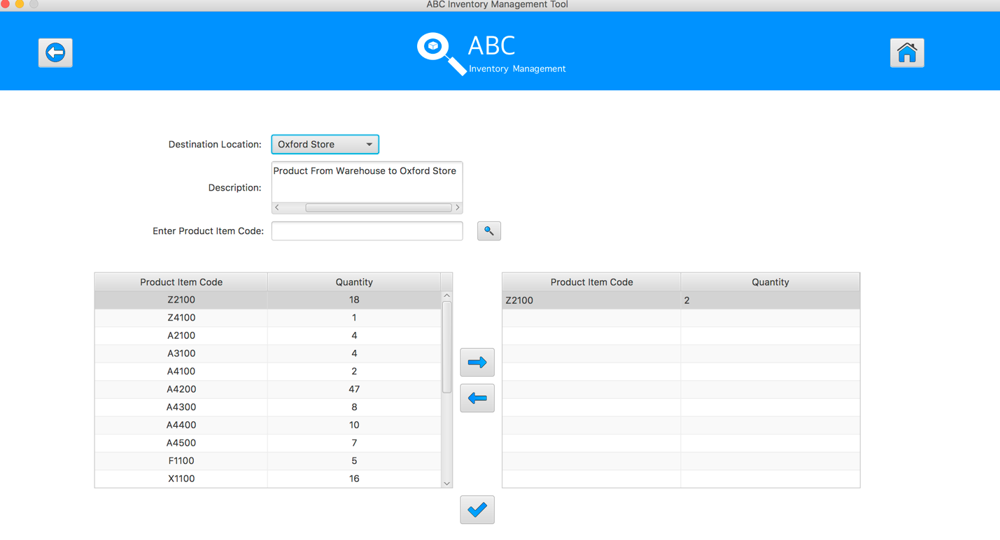 ABC Inventory Management Tool
ABC
Inventory Management
Destination Location: Oxford Store
Description: Product From Warehouse to Oxford Store
Enter Product Item Code:
Product Item Code Quantity
Z2100 18
Z4100 1
A2100 4
A3100 4
A4100 2
A4200 47
A4300 8
A4400 10
A4500 7
F1100 5
X1100 16
Product Item Code Quantity
Z2100 2